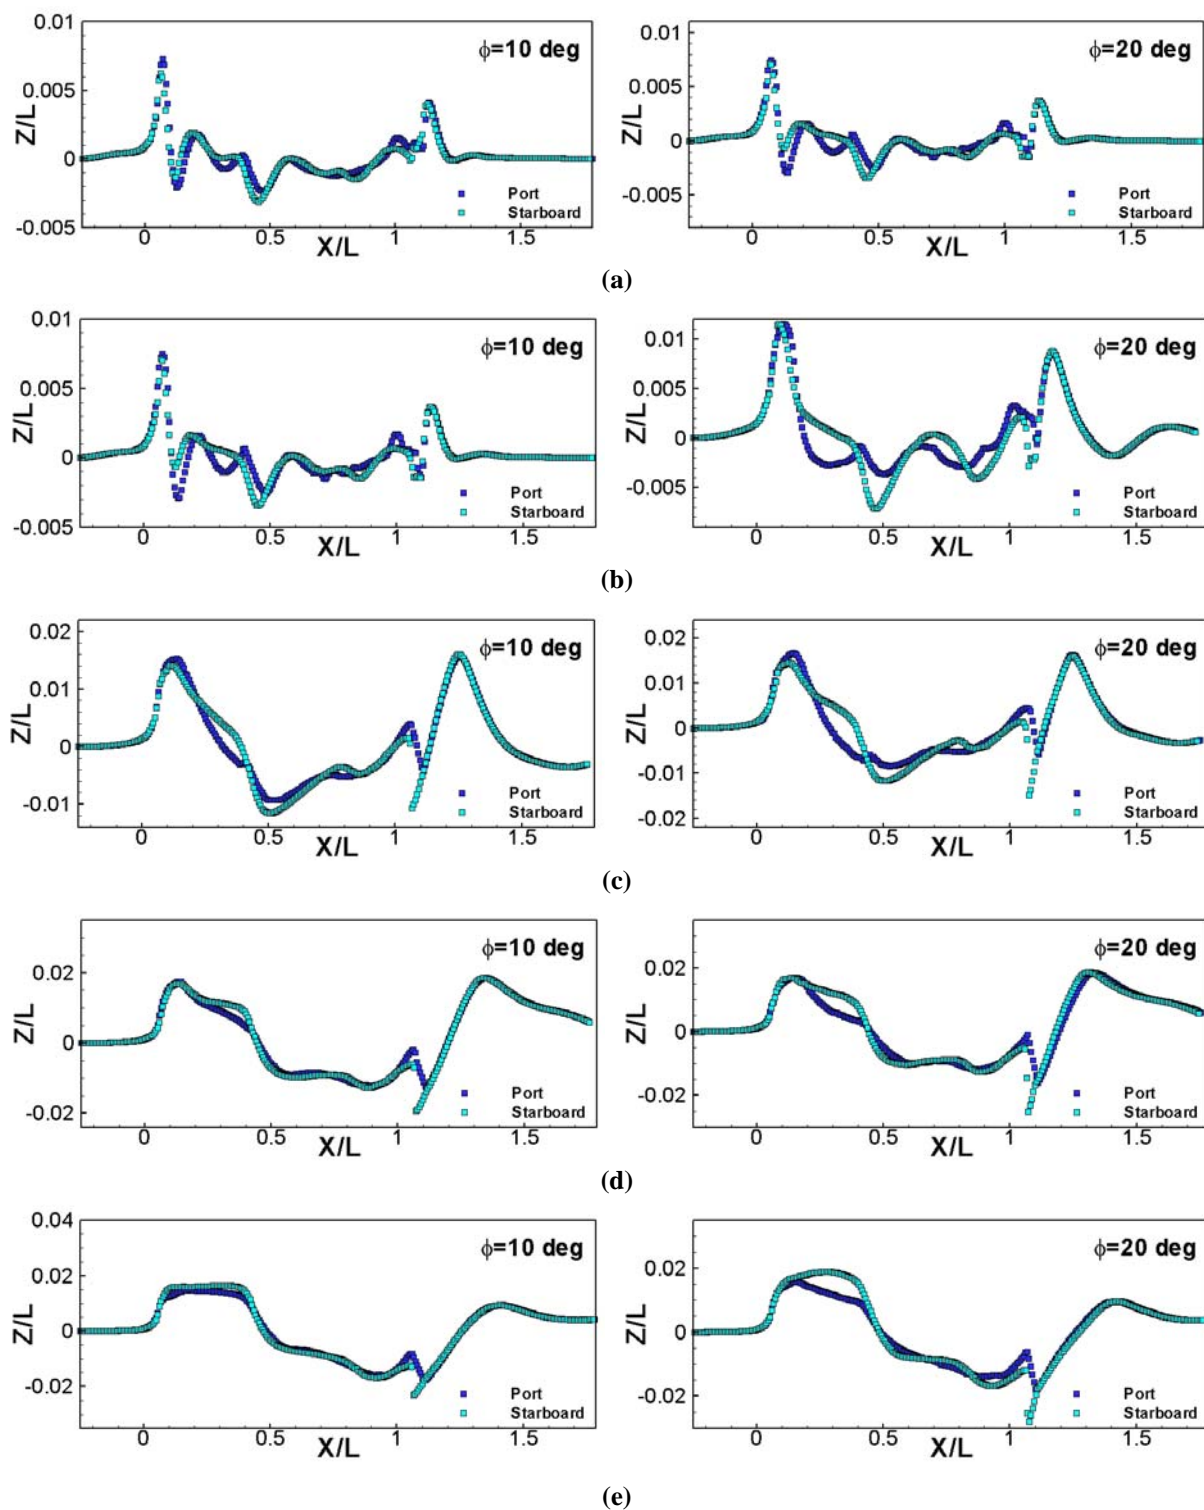 0.01
0.005
0
-0.005
Z/L
ϕ=10 deg
Port
Starboard
0 0.5 1 1.5
X/L
0.01
0.005
0
-0.005
Z/L
ϕ=20 deg
Port
Starboard
0 0.5 1 1.5
X/L
(a)
0.01
0.005
0
-0.005
Z/L
ϕ=10 deg
Port
Starboard
0 0.5 1 1.5
X/L
0.01
0.005
0
-0.005
Z/L
ϕ=20 deg
Port
Starboard
0 0.5 1 1.5
X/L
(b)
0.02
0.01
0
-0.01
Z/L
ϕ=10 deg
Port
Starboard
0 0.5 1 1.5
X/L
0.02
0.01
0
-0.01
-0.02
Z/L
ϕ=20 deg
Port
Starboard
0 0.5 1 1.5
X/L
(c)
0.02
0
-0.02
Z/L
ϕ=10 deg
Port
Starboard
0 0.5 1 1.5
X/L
0.02
0
-0.02
Z/L
ϕ=20 deg
Port
Starboard
0 0.5 1 1.5
X/L
(d)
0.04
0.02
0
-0.02
Z/L
ϕ=10 deg
Port
Starboard
0 0.5 1 1.5
X/L
0.02
0
-0.02
Z/L
ϕ=20 deg
Port
Starboard
0 0.5 1 1.5
X/L
(e)